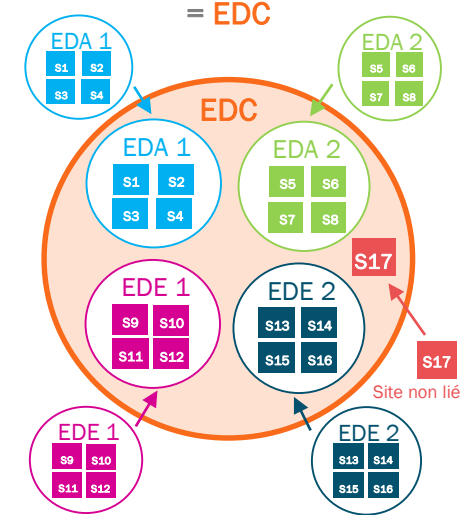 = EDC
EDA 1
S1 S2
S3 S4
EDA 2
S5 S6
S7 S8
EDC
EDA 1
S1 S2
S3 S4
EDA 2
S5 S6
S7 S8
S17
EDE 1
S9 S10
S11 S12
EDE 2
S13 S14
S15 S16
S17
Site non lié
EDE 1
S9 S10
S11 S12
EDE 2
S13 S14
S15 S16